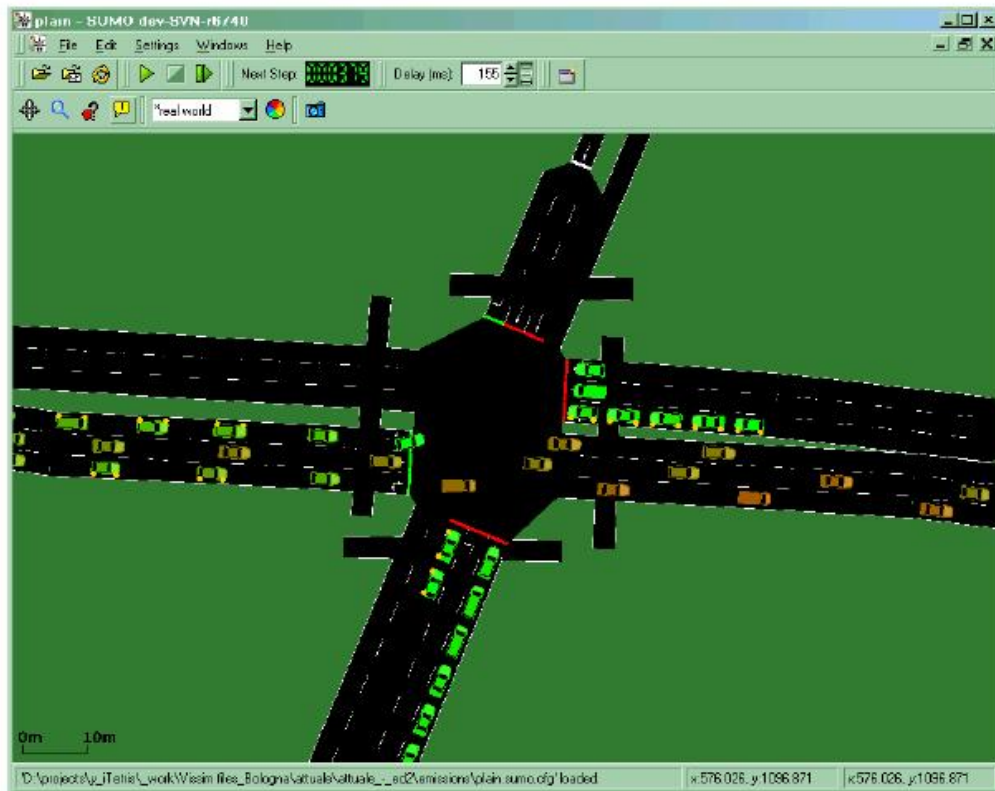 plain - SUMO dev-SVN-r6740
File Edit Settings Windows Help
Next Step: Delay (ms): 155
*real world
0m 10m
'D:\projects\y_iTetris\_work\Vissim files_Bologna\attuale\attuale_-_ed2\emissions\plain.sumo.cfg' loaded. x:576.026, y:1096.871 x:576.026, y:1096.871